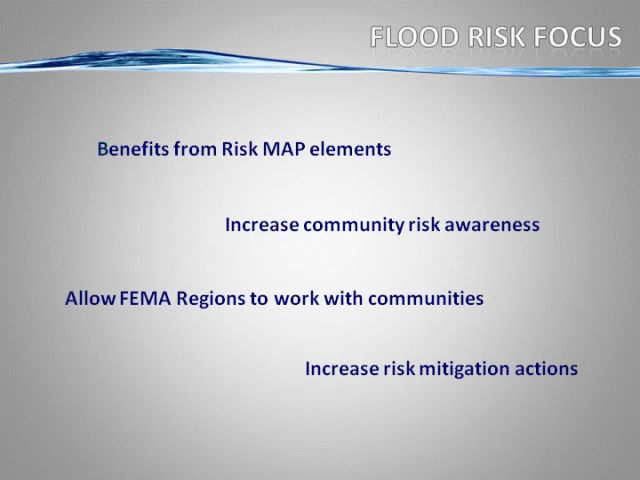 FLOOD RISK FOCUS
Benefits from Risk MAP elements
Increase community risk awareness
Allow FEMA Regions to work with communities
Increase risk mitigation actions